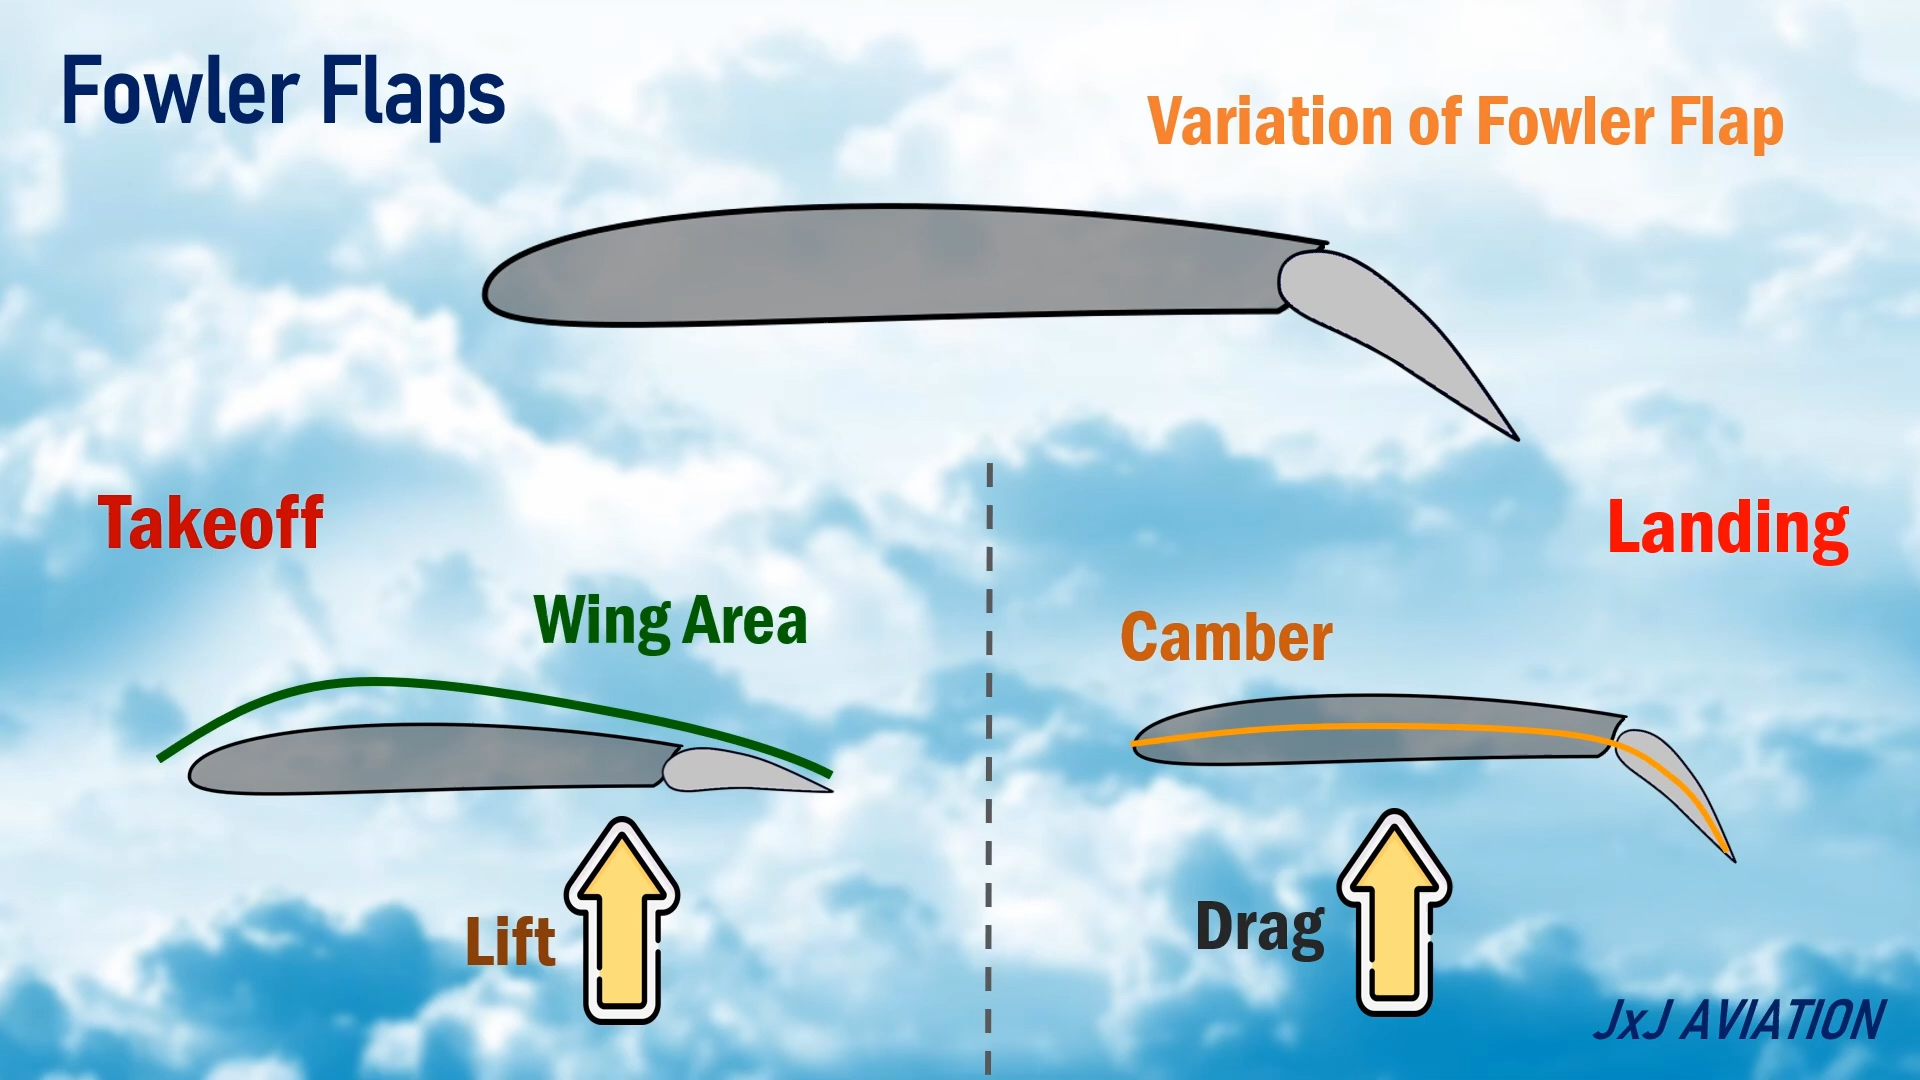 Fowler Flaps
Variation of Fowler Flap
Takeoff
Landing
Wing Area
Camber
Lift
Drag
JxJ AVIATION